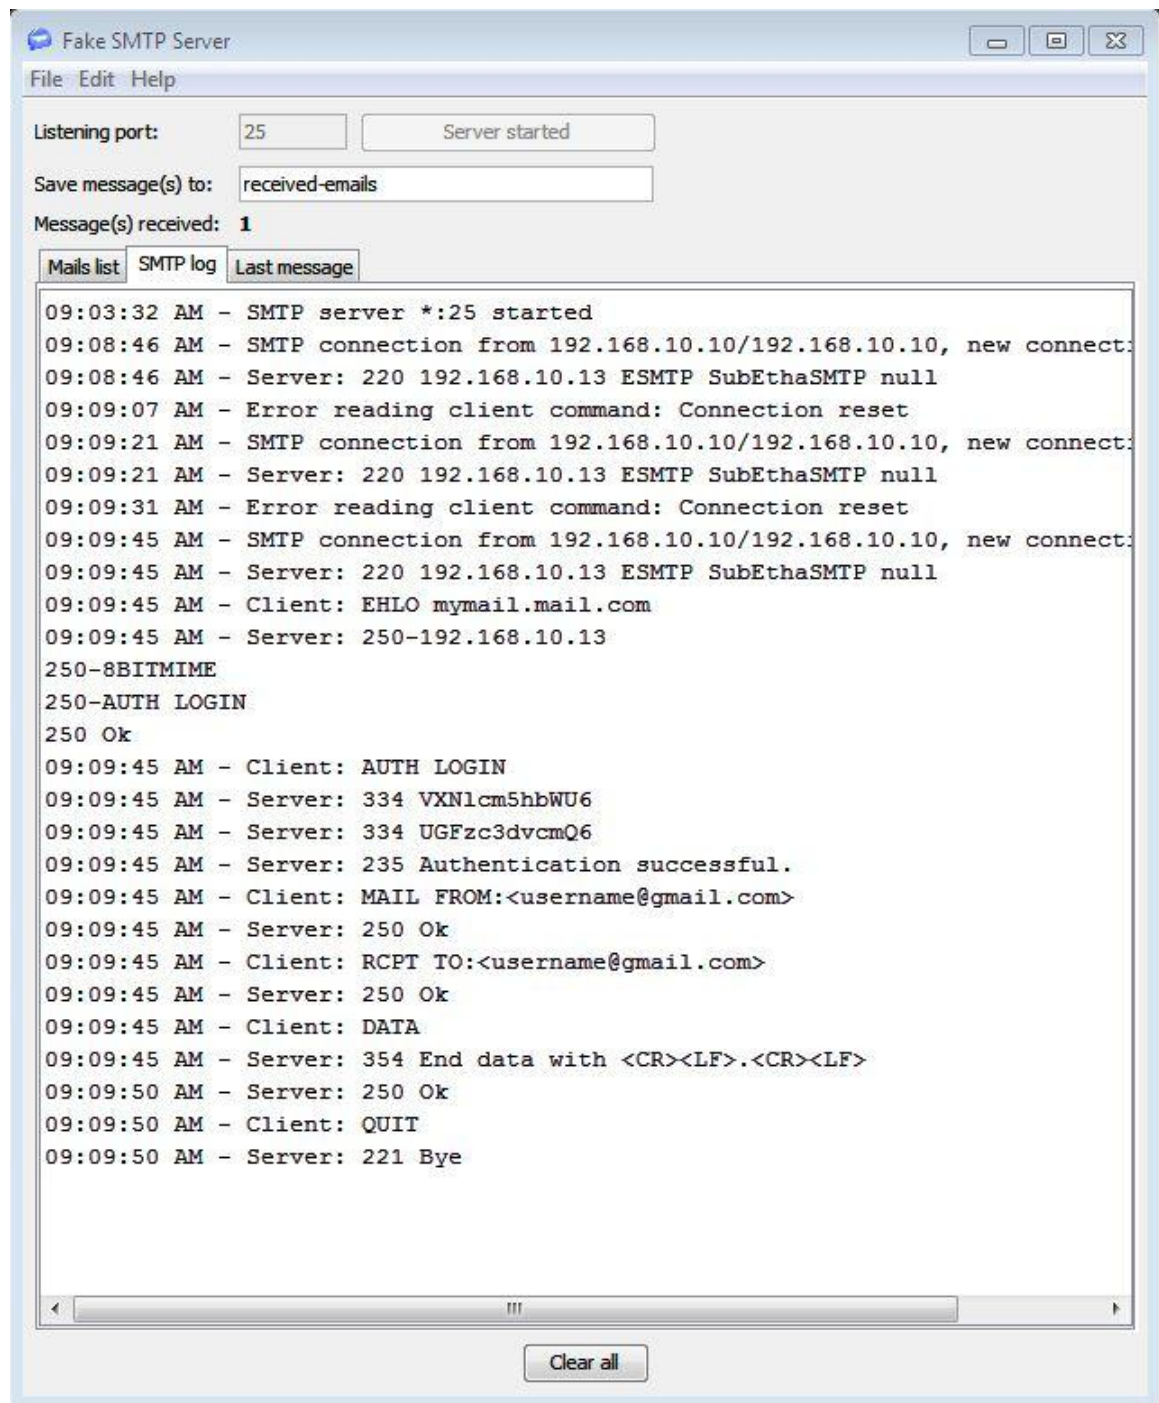 Fake SMTP Server
File Edit Help
Listening port: 25 Server started
Save message(s) to: received-emails
Message(s) received: 1
Mails list SMTP log Last message
09:03:32 AM - SMTP server *:25 started
09:08:46 AM - SMTP connection from 192.168.10.10/192.168.10.10, new connecti
09:08:46 AM - Server: 220 192.168.10.13 ESMTP SubEthaSMTP null
09:09:07 AM - Error reading client command: Connection reset
09:09:21 AM - SMTP connection from 192.168.10.10/192.168.10.10, new connecti
09:09:21 AM - Server: 220 192.168.10.13 ESMTP SubEthaSMTP null
09:09:31 AM - Error reading client command: Connection reset
09:09:45 AM - SMTP connection from 192.168.10.10/192.168.10.10, new connecti
09:09:45 AM - Server: 220 192.168.10.13 ESMTP SubEthaSMTP null
09:09:45 AM - Client: EHLO mymail.mail.com
09:09:45 AM - Server: 250-192.168.10.13
250-8BITMIME
250-AUTH LOGIN
250 Ok
09:09:45 AM - Client: AUTH LOGIN
09:09:45 AM - Server: 334 VXNlcm5hbWU6
09:09:45 AM - Server: 334 UGFzc3dvcmQ6
09:09:45 AM - Server: 235 Authentication successful.
09:09:45 AM - Client: MAIL FROM:<username@gmail.com>
09:09:45 AM - Server: 250 Ok
09:09:45 AM - Client: RCPT TO:<username@gmail.com>
09:09:45 AM - Server: 250 Ok
09:09:45 AM - Client: DATA
09:09:45 AM - Server: 354 End data with <CR><LF>.<CR><LF>
09:09:50 AM - Server: 250 Ok
09:09:50 AM - Client: QUIT
09:09:50 AM - Server: 221 Bye
Clear all